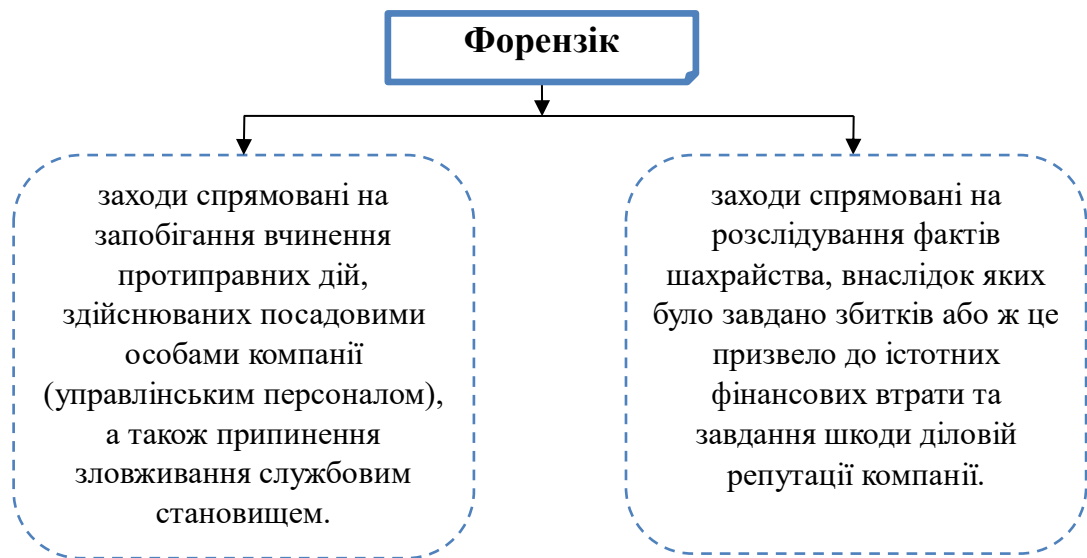 Форензік
заходи спрямовані на
запобігання вчинення
протиправних дій,
здійснюваних посадовими
особами компанії
(управлінським персоналом),
а також припинення
зловживання службовим
становищем.
заходи спрямовані на
розслідування фактів
шахрайства, внаслідок яких
було завдано збитків або ж це
призвело до істотних
фінансових втрати та
завдання шкоди діловій
репутації компанії.